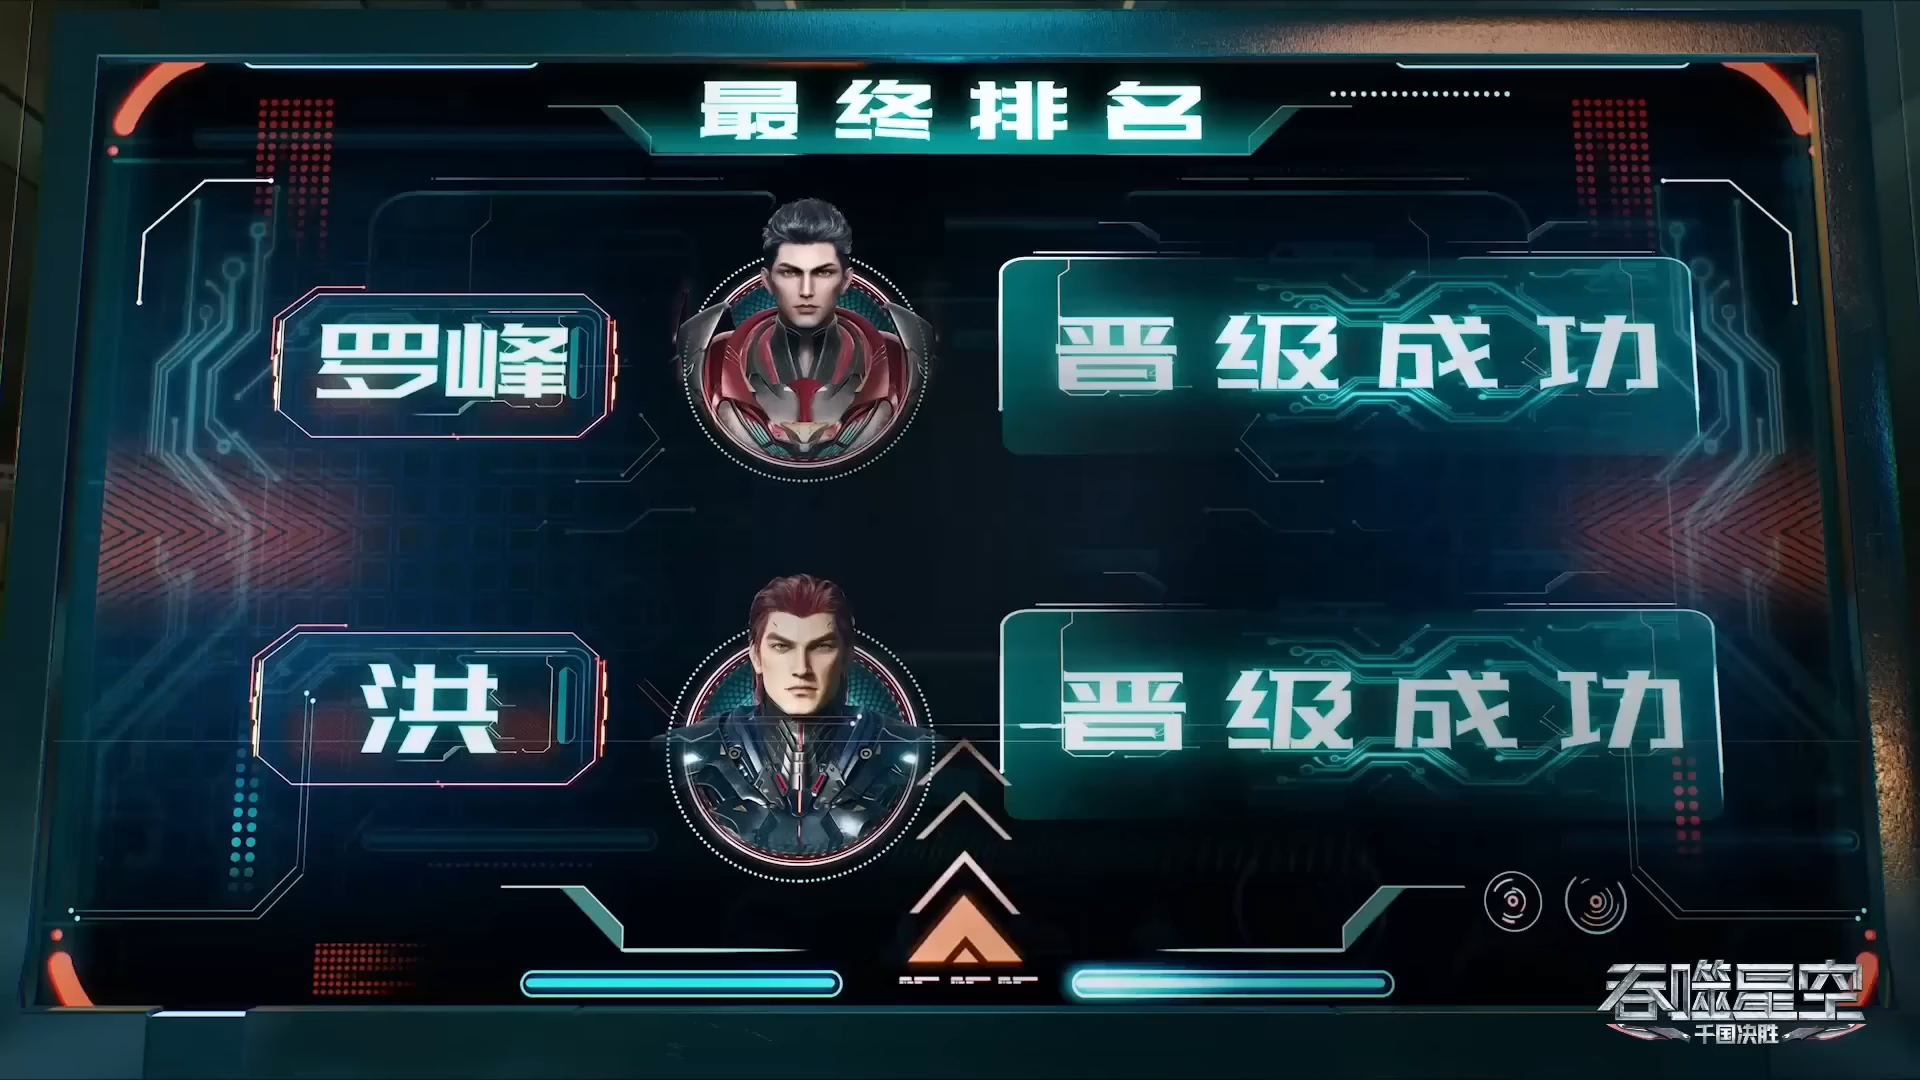 最终排名
罗峰
晋级成功
洪
晋级成功
吞噬星空
千国决胜